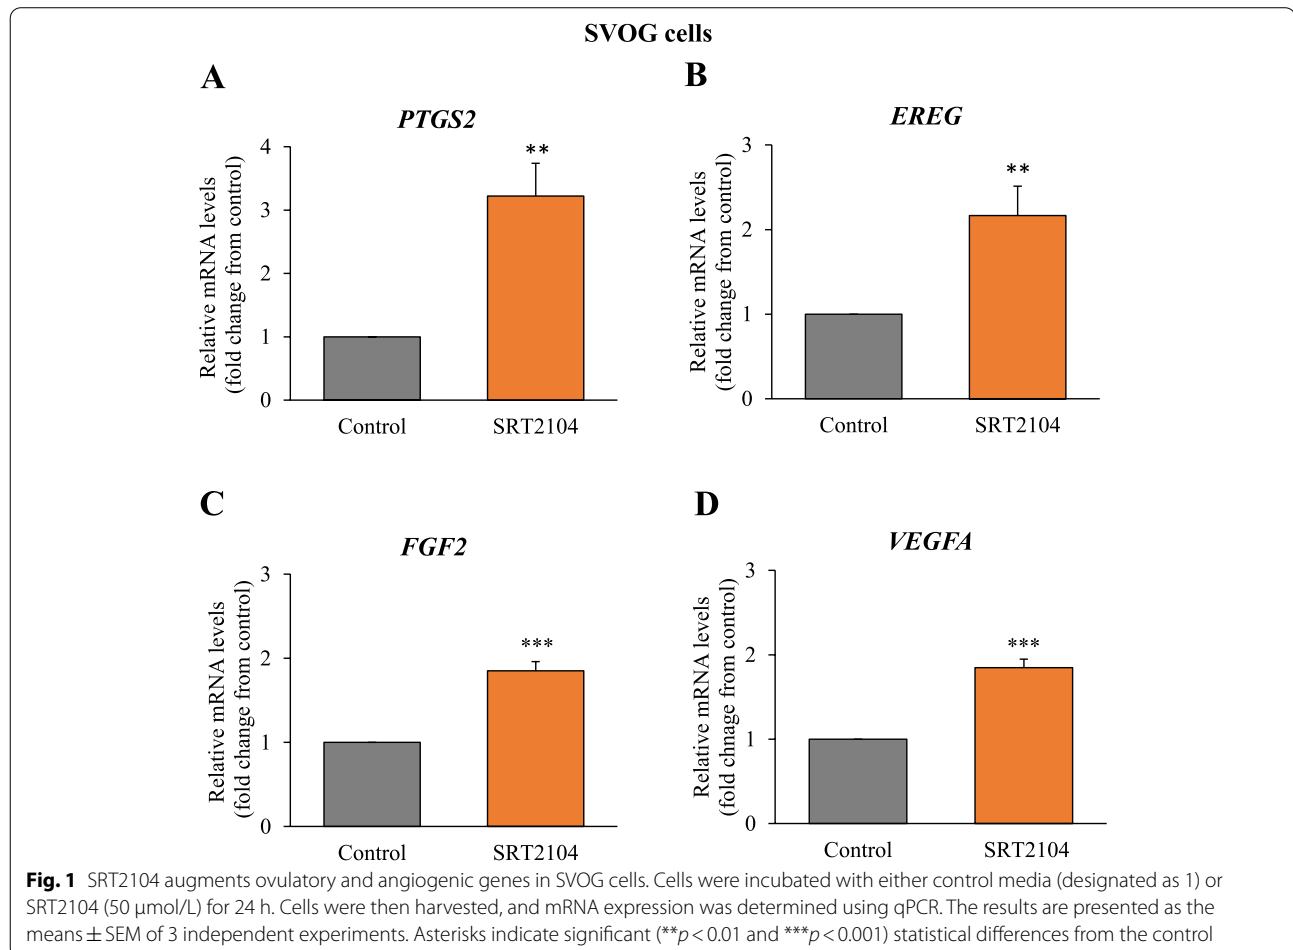 SVOG cells
A
PTGS2
**
Relative mRNA levels
(fold change from control)
4
3
2
1
0
Control SRT2104
B
EREG
**
Relative mRNA levels
(fold change from control)
3
2
1
0
Control SRT2104
C
FGF2
***
Relative mRNA levels
(fold change from control)
3
2
1
0
Control SRT2104
D
VEGFA
***
Relative mRNA levels
(fold chnage from control)
3
2
1
0
Control SRT2104
Fig. 1 SRT2104 augments ovulatory and angiogenic genes in SVOG cells. Cells were incubated with either control media (designated as 1) or
SRT2104 (50 µmol/L) for 24 h. Cells were then harvested, and mRNA expression was determined using qPCR. The results are presented as the
means ± SEM of 3 independent experiments. Asterisks indicate significant (**p < 0.01 and ***p < 0.001) statistical differences from the control